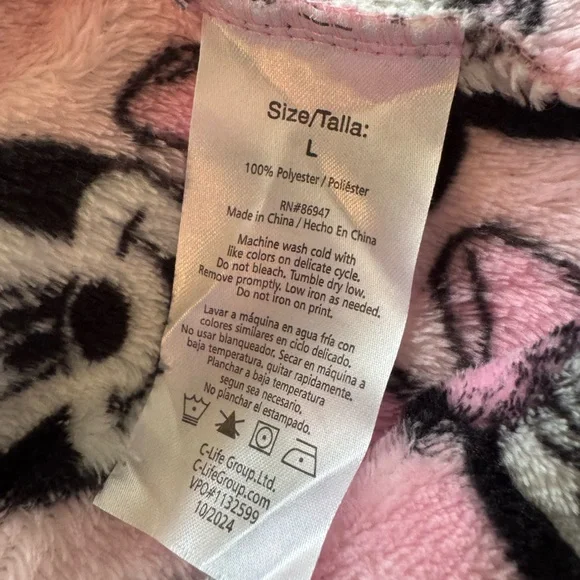 Size/Talla:
L
100% Polyester / Poliéster
RN#86947
Made in China / Hecho En China
Machine wash cold with
like colors on delicate cycle.
Do not bleach. Tumble dry low.
Remove promptly. Low iron as needed.
Do not iron on print.
Lavar a máquina en agua fría con
colores similares en ciclo delicado.
No usar blanqueador. Secar en máquina a
baja temperatura, quitar rapidamente.
Planchar a baja temperatura
segun sea necesario.
No planchar el estampado.
C-Life Group,Ltd.
C-LifeGroup.com
VPO#1132599
10/2024